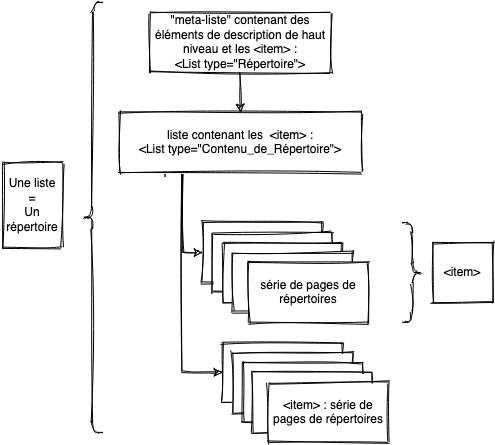 "meta-liste" contenant des
éléments de description de haut
niveau et les <item> :
<List type="Répertoire">
liste contenant les <item> :
<List type="Contenu_de_Répertoire">
Une liste
=
Un
répertoire
série de pages de
répertoires
<item>
<item> : série de
pages de répertoires